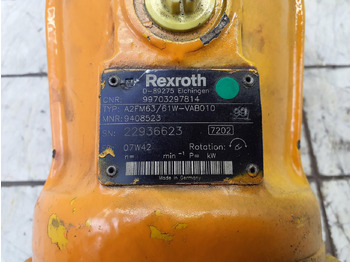 Rexroth
D-89275 Elchingen
CNR: 99703297814
TYP: A2FM63/61W-VAB010
MNR: 9408523
SN: 22936623 7202
07W42 Rotation:
n= min⁻¹ P= kW
Made in Germany